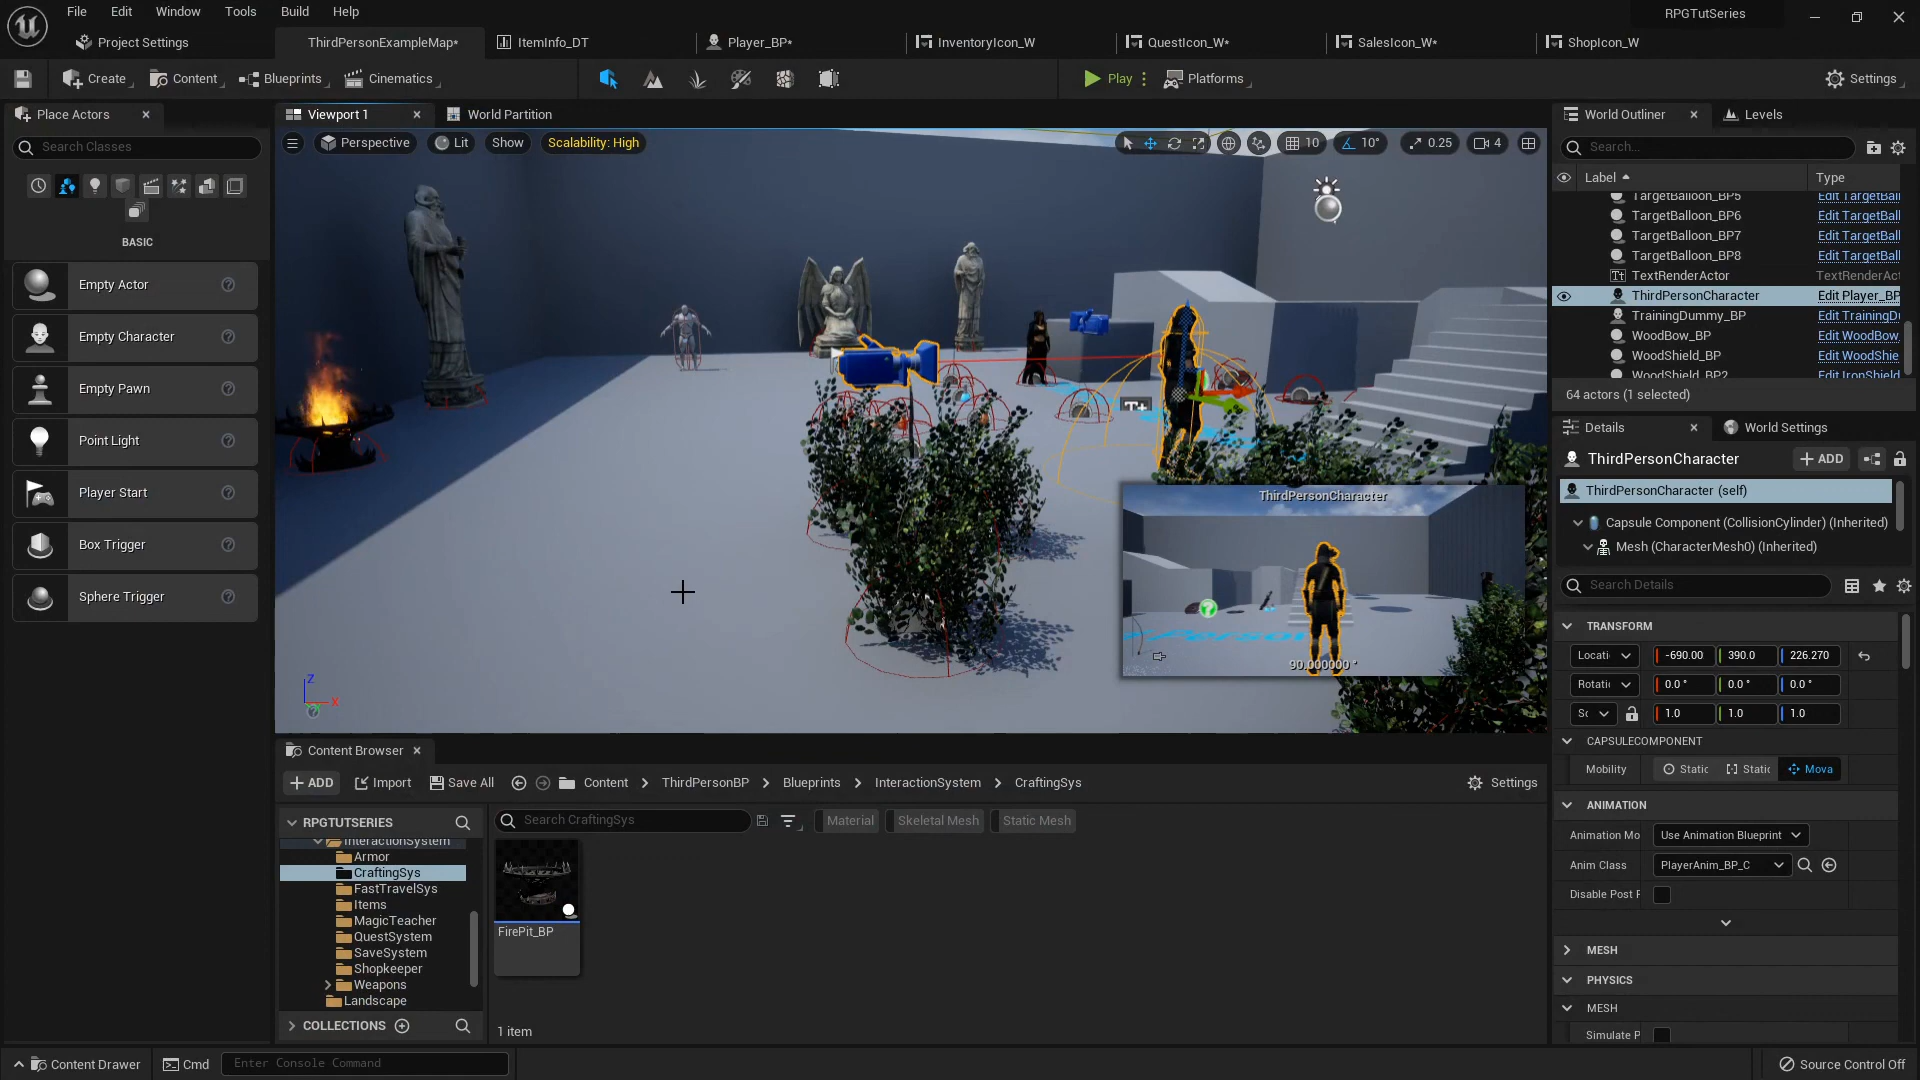 File Edit Window Tools Build Help
RPGTutSeries
Project Settings
ThirdPersonExampleMap*
ItemInfo_DT
Player_BP*
InventoryIcon_W
QuestIcon_W*
SalesIcon_W*
ShopIcon_W
Create
Content
Blueprints
Cinematics
Play
Platforms
Settings
Place Actors
Search Classes
BASIC
Empty Actor
Empty Character
Empty Pawn
Point Light
Player Start
Box Trigger
Sphere Trigger
Viewport 1
World Partition
Perspective
Lit
Show
Scalability: High
10
10°
0.25
4
ThirdPersonCharacter
90.000000 °
Z
X
World Outliner
Levels
Search...
Label
Type
TargetBalloon_BP5 Edit TargetBall
TargetBalloon_BP6 Edit TargetBall
TargetBalloon_BP7 Edit TargetBall
TargetBalloon_BP8 Edit TargetBall
TextRenderActor TextRenderAct
ThirdPersonCharacter Edit Player_BP
TrainingDummy_BP Edit TrainingDu
WoodBow_BP Edit WoodBow_
WoodShield_BP Edit WoodShie
WoodShield_BP2 Edit IronShield
64 actors (1 selected)
Details
World Settings
ThirdPersonCharacter
ADD
ThirdPersonCharacter (self)
Capsule Component (CollisionCylinder) (Inherited)
Mesh (CharacterMesh0) (Inherited)
Search Details
TRANSFORM
Locati -690.00 390.0 226.270
Rotati 0.0 ° 0.0 ° 0.0 °
Sc 1.0 1.0 1.0
CAPSULECOMPONENT
Mobility Static Static Mova
ANIMATION
Animation Mo Use Animation Blueprint
Anim Class PlayerAnim_BP_C
Disable Post P
MESH
PHYSICS
MESH
Simulate P
Content Browser
ADD
Import
Save All
Content
ThirdPersonBP
Blueprints
InteractionSystem
CraftingSys
Settings
RPGTUTSERIES
InteractionSystem
Armor
CraftingSys
FastTravelSys
Items
MagicTeacher
QuestSystem
SaveSystem
Shopkeeper
Weapons
Landscape
COLLECTIONS
Search CraftingSys
Material
Skeletal Mesh
Static Mesh
FirePit_BP
1 item
Content Drawer
Cmd
Enter Console Command
Source Control Off